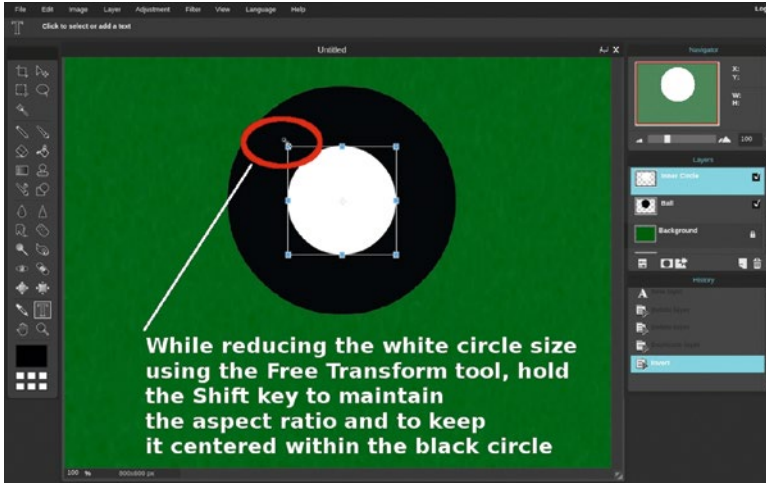 File Edit Image Layer Adjustment Filter View Language Help
Click to select or add a text
Untitled
Navigator
X:
Y:
W:
H:
100
Layers
Inner Circle
Ball
Background
History
Invert
While reducing the white circle size
using the Free Transform tool, hold
the Shift key to maintain
the aspect ratio and to keep
it centered within the black circle
100 % 800x600 px